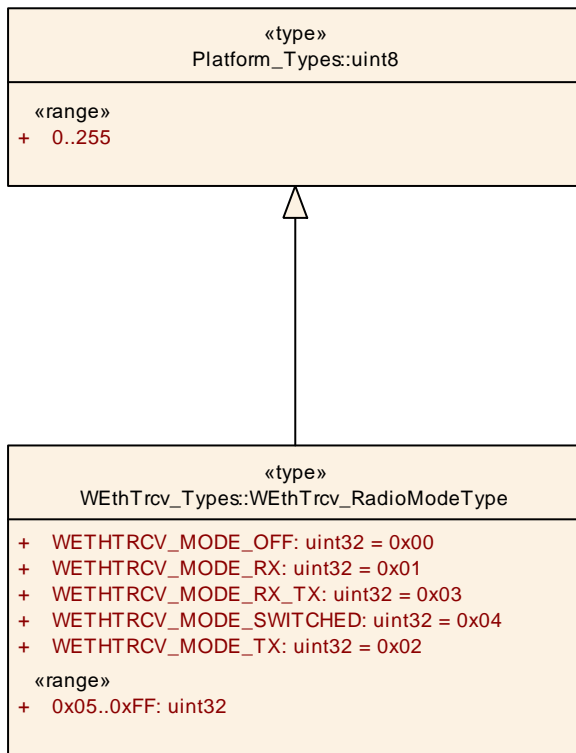 «type»
Platform_Types::uint8
«range»
+ 0..255
«type»
WEthTrcv_Types::WEthTrcv_RadioModeType
+ WETHTRCV_MODE_OFF: uint32 = 0x00
+ WETHTRCV_MODE_RX: uint32 = 0x01
+ WETHTRCV_MODE_RX_TX: uint32 = 0x03
+ WETHTRCV_MODE_SWITCHED: uint32 = 0x04
+ WETHTRCV_MODE_TX: uint32 = 0x02
«range»
+ 0x05..0xFF: uint32